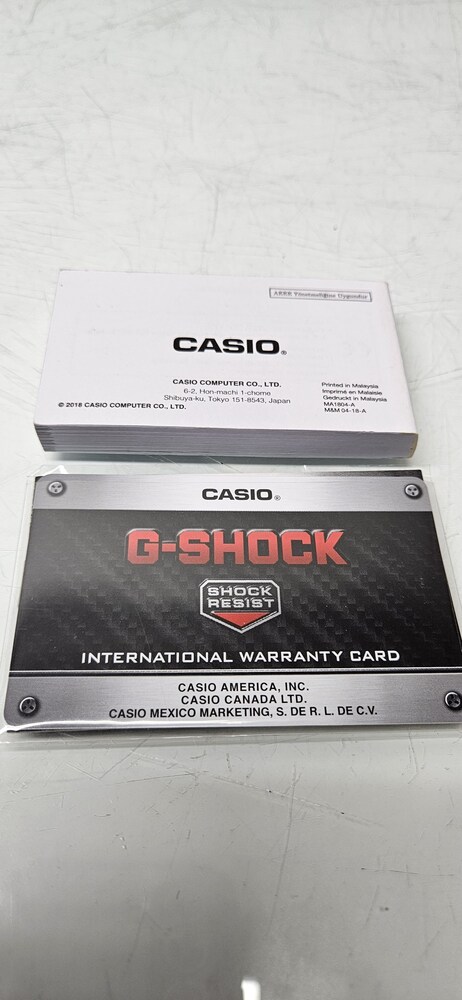 CASIO®
CASIO COMPUTER CO., LTD.
6-2, Hon-machi 1-chome
Shibuya-ku, Tokyo 151-8543, Japan
© 2018 CASIO COMPUTER CO., LTD.
Printed in Malaysia
Imprimé en Malaisie
Gedruckt in Malaysia
MA1804-A
M&M 04-18-A
CASIO®
G-SHOCK
SHOCK
RESIST
INTERNATIONAL WARRANTY CARD
CASIO AMERICA, INC.
CASIO CANADA LTD.
CASIO MEXICO MARKETING, S. DE R. L. DE C.V.